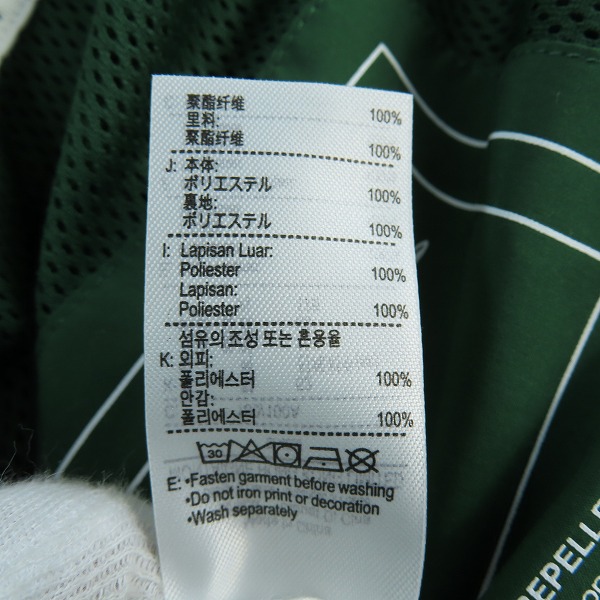 聚酯纤维 100%
里料:
聚酯纤维 100%
J: 本体:
ポリエステル 100%
裏地:
ポリエステル 100%
I: Lapisan Luar:
Poliester 100%
Lapisan:
Poliester 100%
섬유의 조성 또는 혼용율
K: 외피:
폴리에스터 100%
안감:
폴리에스터 100%
30
E: •Fasten garment before washing
•Do not iron print or decoration
•Wash separately